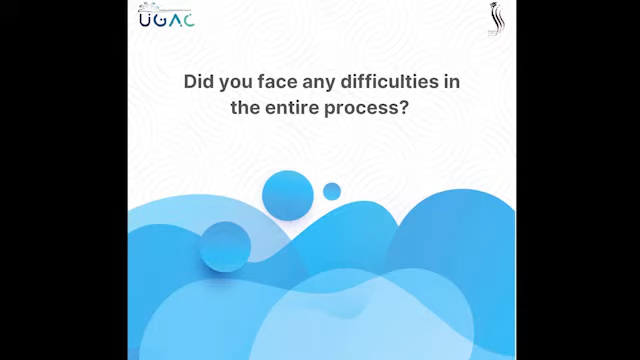 UGAC
Did you face any difficulties in
the entire process?